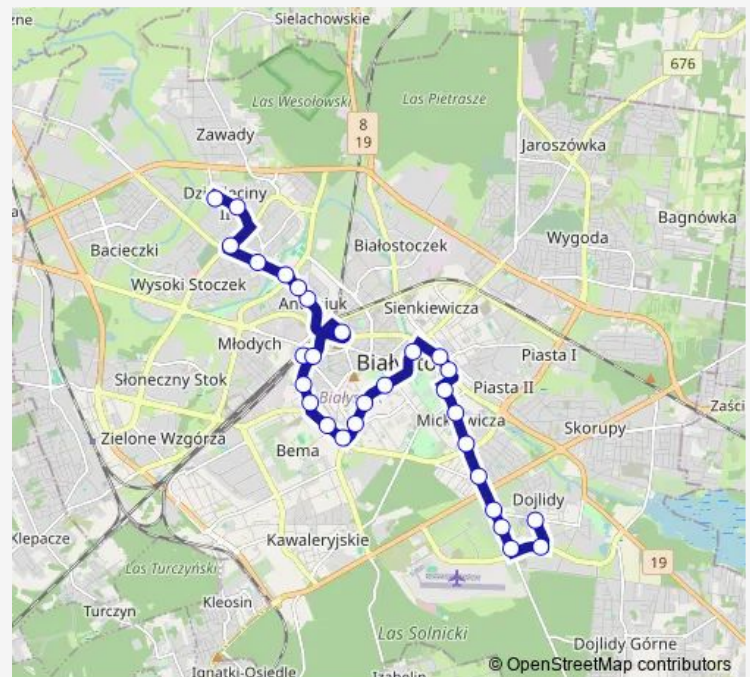 Sielachowskie
676
Las Wesołowski
Las Pietrasze
8
19
Zawady
Jaroszówka
Bagnówka
Wygoda
Bacieczki
Białostoczek
Wysoki Stoczek
Sienkiewicza
Młodych
Piasta I
Słoneczny Stok
Piasta II
Zielone Wzgórza
Skorupy
Bema
Dojlidy
Klepacze
Kawaleryjskie
19
Las Turczyński
Turczyn
Kleosin
Las Solnicki
Dojlidy Górne
Ignatki-Osiedle
© OpenStreetMap contributors